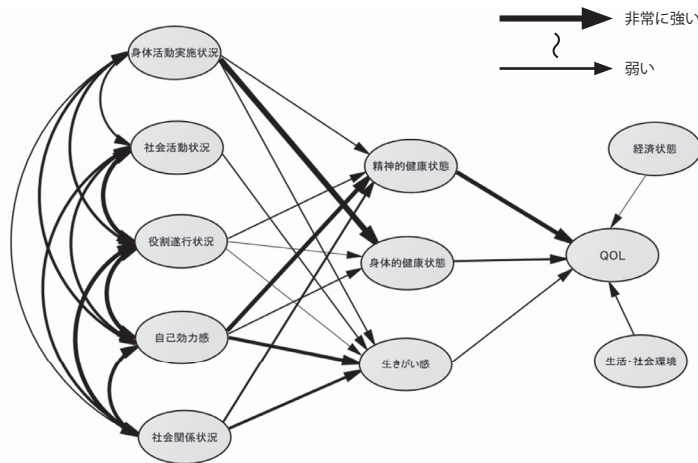 非常に強い
弱い
身体活動実施状況
社会活動状況
役割遂行状況
自己効力感
社会関係状況
精神的健康状態
身体的健康状態
生きがい感
経済状態
QOL
生活・社会環境